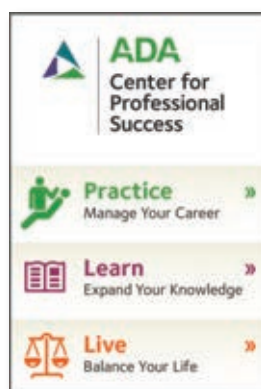 ADA
Center for
Professional
Success
Practice »
Manage Your Career
Learn »
Expand Your Knowledge
Live »
Balance Your Life